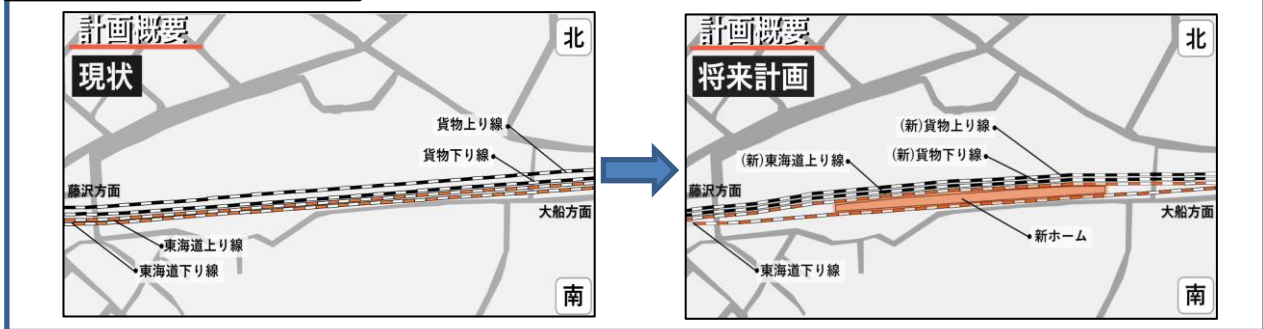 計画概要
現状
北
貨物上り線
貨物下り線
藤沢方面
大船方面
東海道上り線
東海道下り線
南
計画概要
将来計画
北
(新)貨物上り線
(新)東海道上り線
(新)貨物下り線
藤沢方面
大船方面
新ホーム
東海道下り線
南